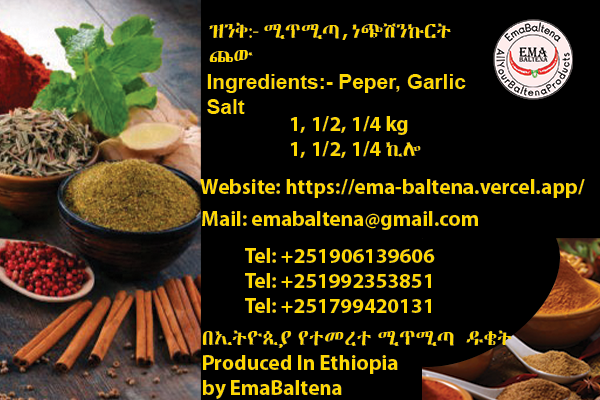 ዝንቅ:- ሚጥሚጣ , ነጭሽንኩርት
ጨው
Ingredients:- Peper, Garlic
Salt
1, 1/2, 1/4 kg
1, 1/2, 1/4 ኪሎ
EmaBaltena
EMA
BALTENA
AllYourBaltenaProducts
Website: https://ema-baltena.vercel.app/
Mail: emabaltena@gmail.com
Tel: +251906139606
Tel: +251992353851
Tel: +251799420131
በኢትዮጲያ የተመረተ ሚጥሚጣ ዱቄት
Produced In Ethiopia
by EmaBaltena